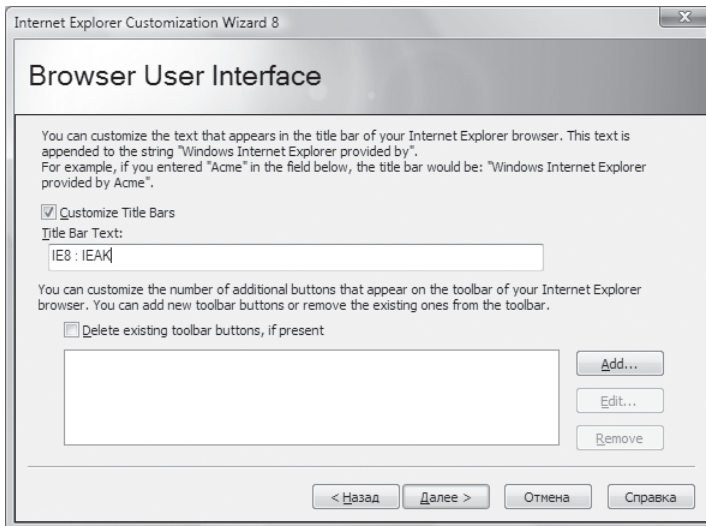 Internet Explorer Customization Wizard 8
Browser User Interface
You can customize the text that appears in the title bar of your Internet Explorer browser. This text is
appended to the string "Windows Internet Explorer provided by".
For example, if you entered "Acme" in the field below, the title bar would be: "Windows Internet Explorer
provided by Acme".
Customize Title Bars
Title Bar Text:
IE8 : IEAK
You can customize the number of additional buttons that appear on the toolbar of your Internet Explorer
browser. You can add new toolbar buttons or remove the existing ones from the toolbar.
Delete existing toolbar buttons, if present
Add...
Edit...
Remove
< Назад
Далее >
Отмена
Справка